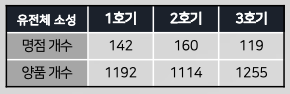 유전체 소성 1호기 2호기 3호기
명점 개수 142 160 119
양품 개수 1192 1114 1255